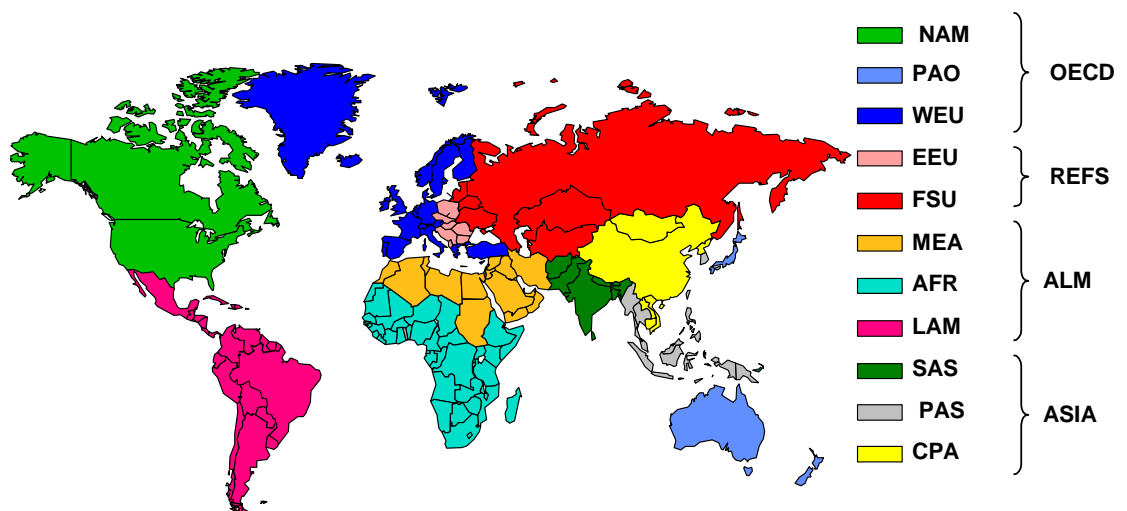 NAM
PAO
WEU
OECD
EEU
FSU
REFS
MEA
AFR
LAM
ALM
SAS
PAS
CPA
ASIA